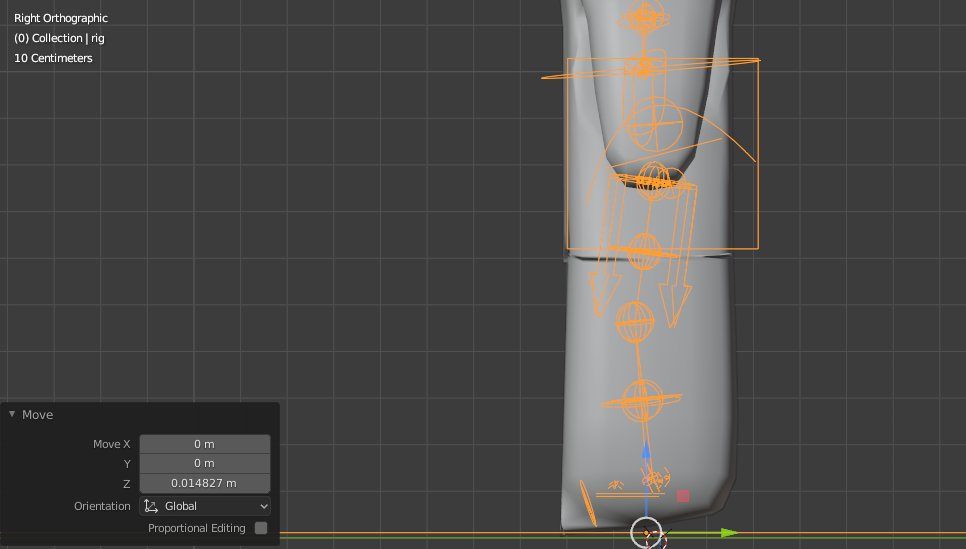 Right Orthographic
(0) Collection | rig
10 Centimeters
Move
Move X 0 m
Y 0 m
Z 0.014827 m
Orientation Global
Proportional Editing